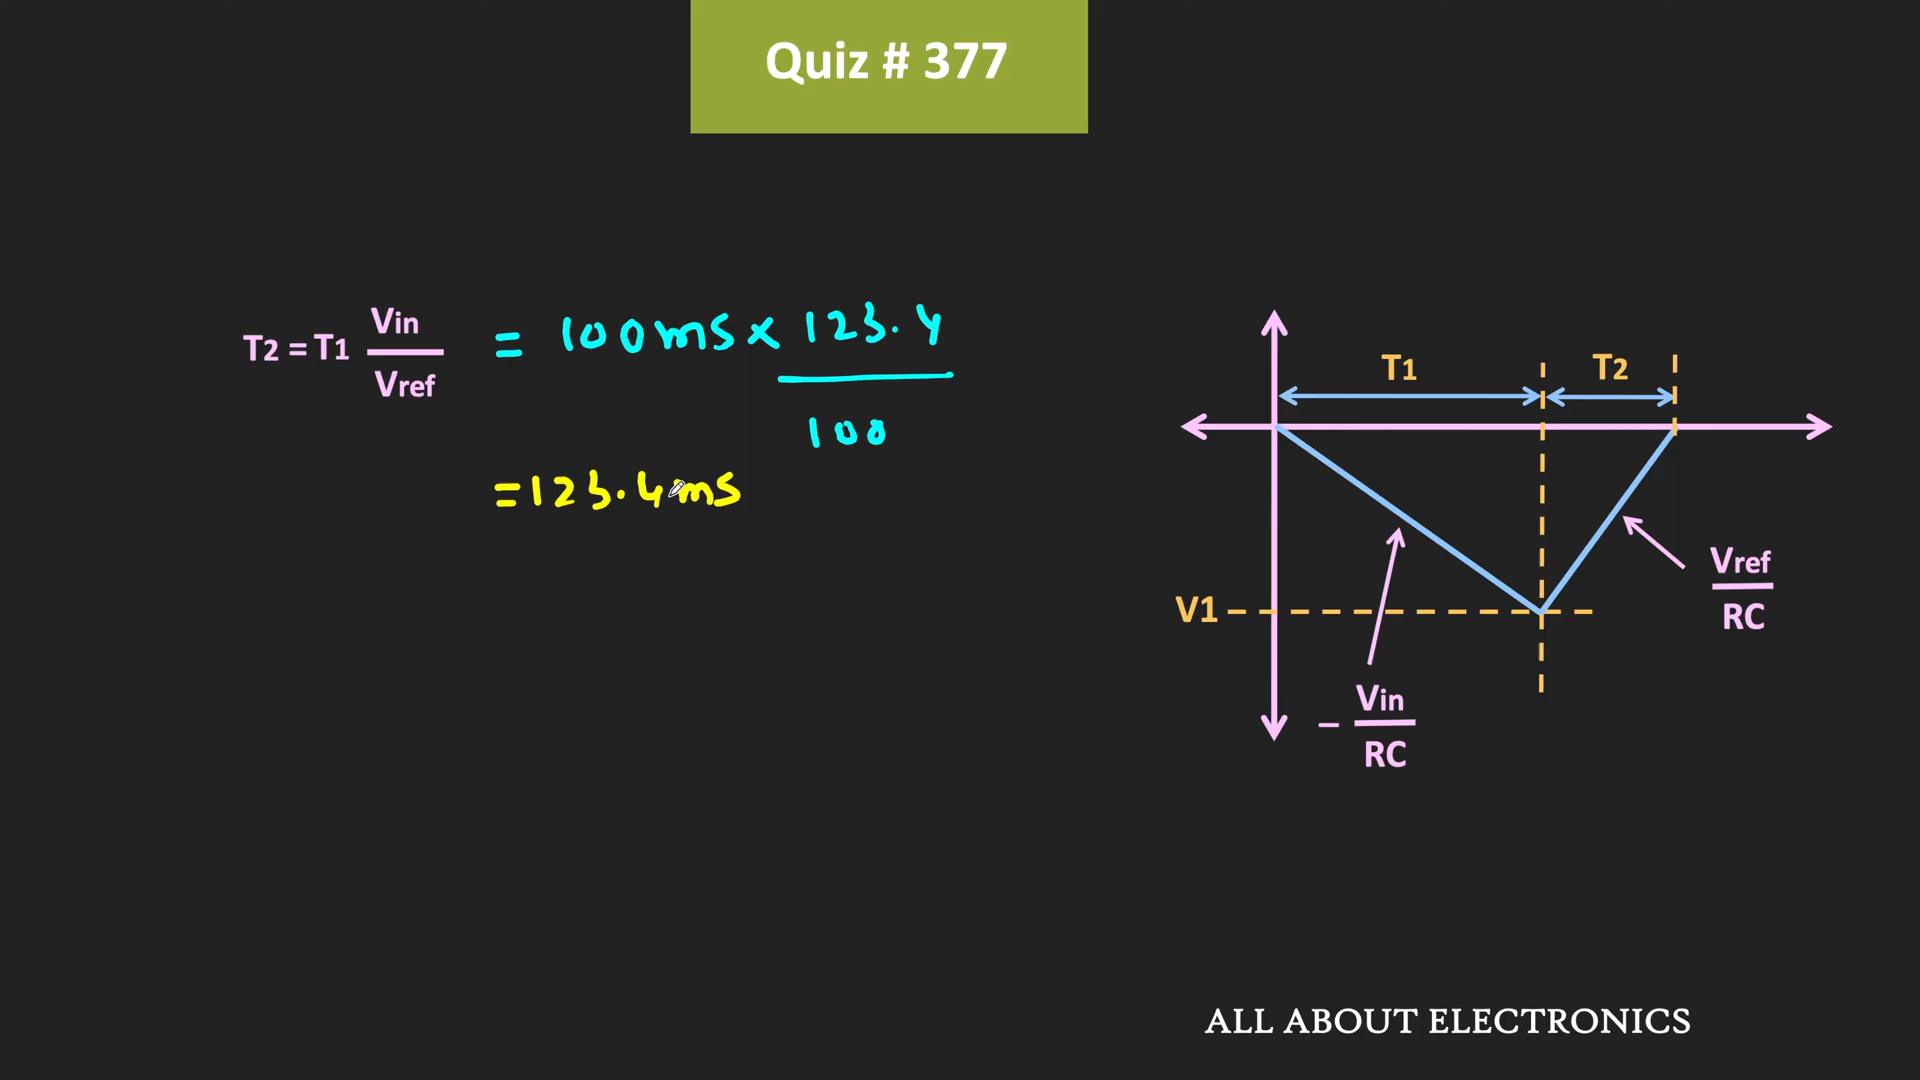 Quiz # 377
T2 = T1 Vin / Vref = 100ms x 123.4 / 100
= 123.4ms
T1
T2
V1
Vref / RC
– Vin / RC
ALL ABOUT ELECTRONICS